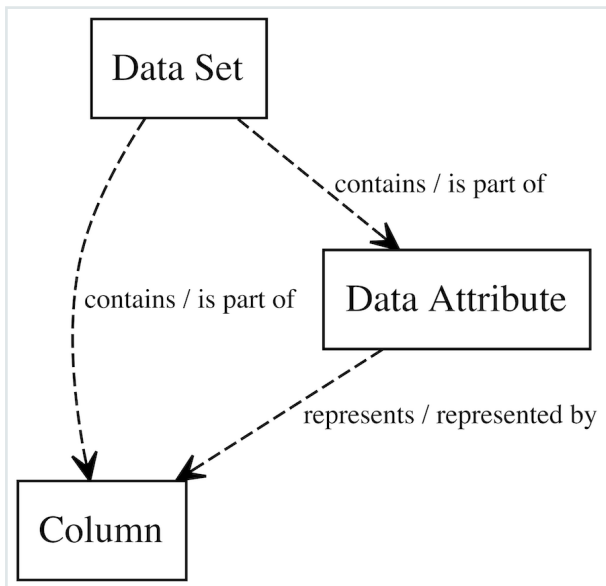 Data Set
contains / is part of
contains / is part of
Data Attribute
represents / represented by
Column